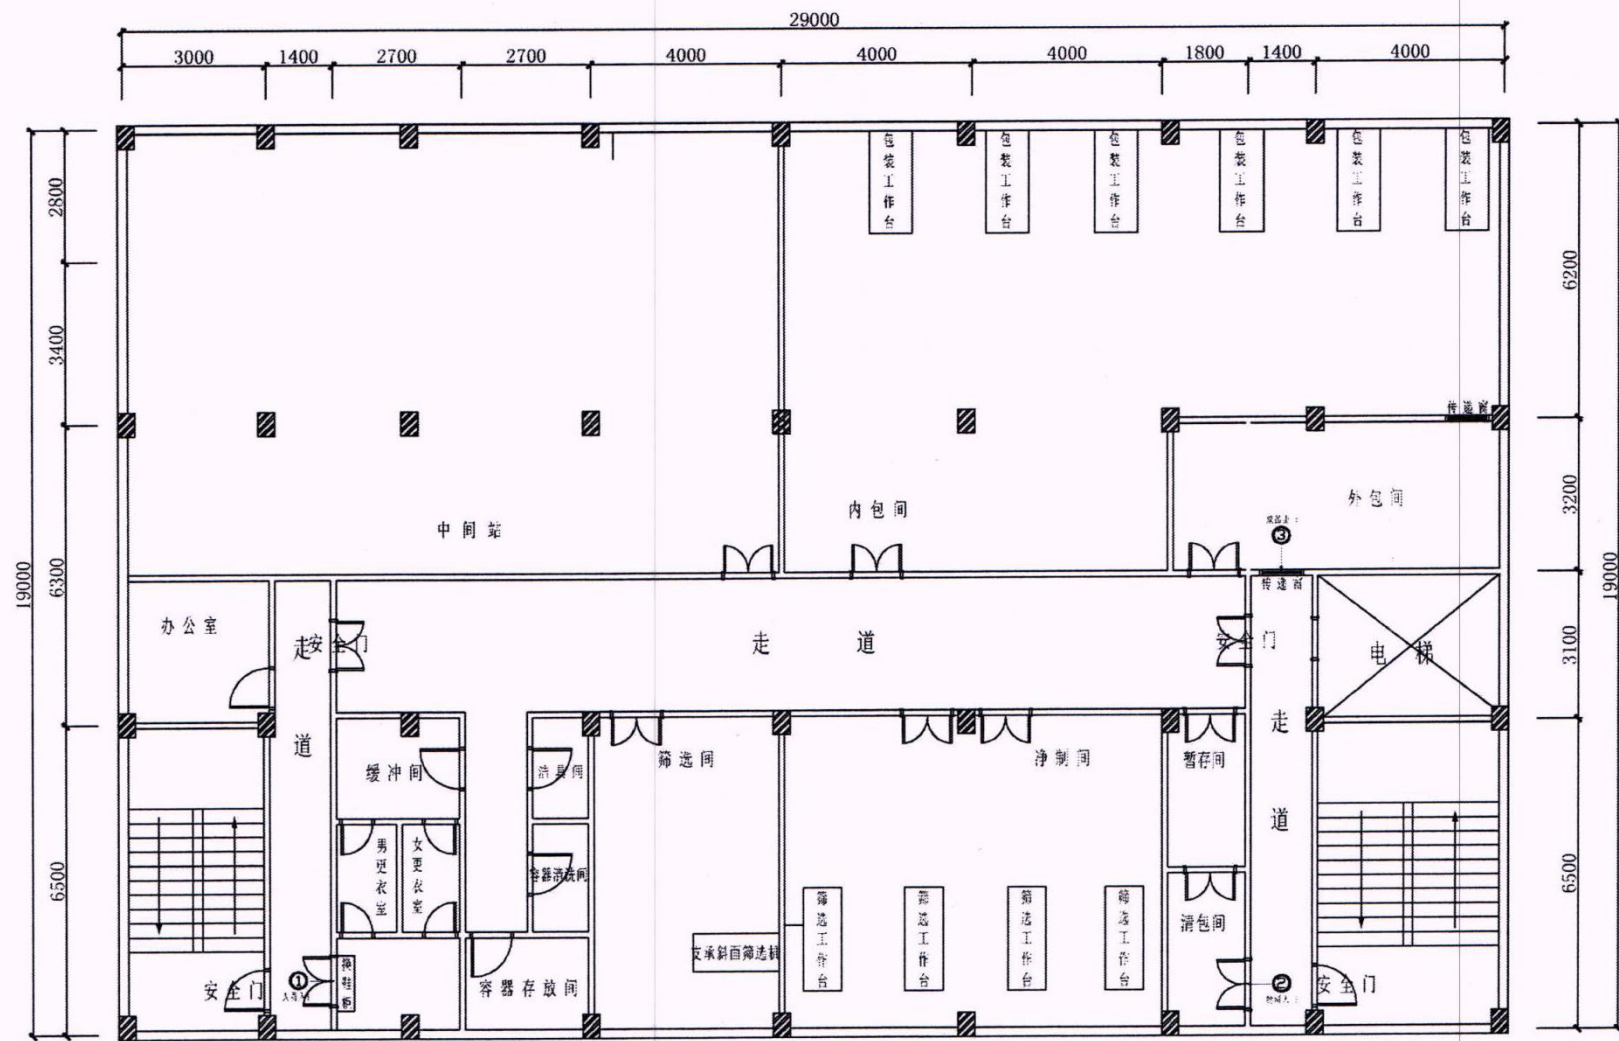 29000
3000 1400 2700 2700 4000 4000 4000 1800 1400 4000
19000
2800
3400
6300
6500
6200
3200
3100
6500
19000
包装工作台
包装工作台
包装工作台
包装工作台
包装工作台
包装工作台
传递窗
中间站
内包间
外包间
③
传递窗
办公室
走道
安全门
走道
安全门
电梯
走道
缓冲间
洁具间
筛选间
净制间
暂存间
男更衣室
女更衣室
容器清洗间
筛选工作台
筛选工作台
筛选工作台
筛选工作台
清包间
支承斜面筛选机
安全门
①
换鞋柜
容器存放间
②
安全门